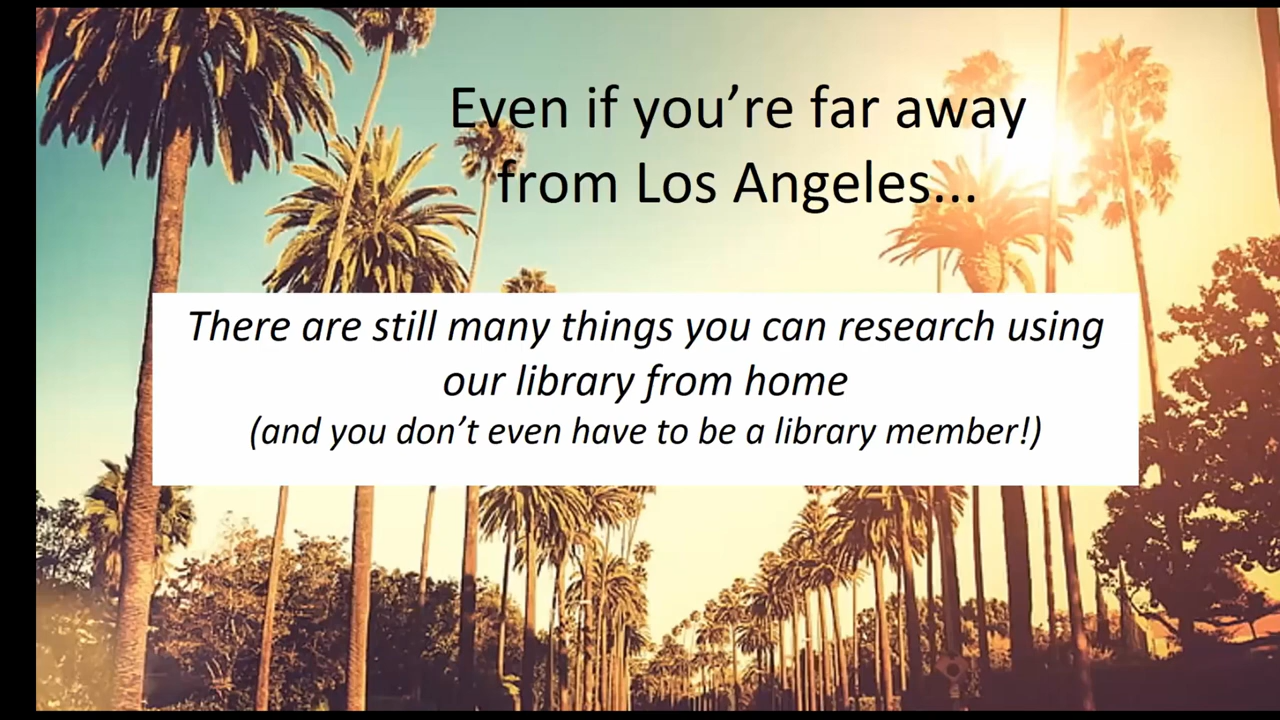 Even if you’re far away
from Los Angeles...
There are still many things you can research using
our library from home
(and you don’t even have to be a library member!)